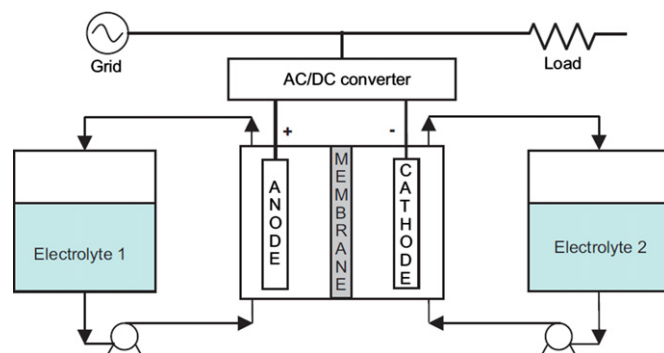 Grid
Load
AC/DC converter
+
-
ANODE
MEMBRANE
CATHODE
Electrolyte 1
Electrolyte 2